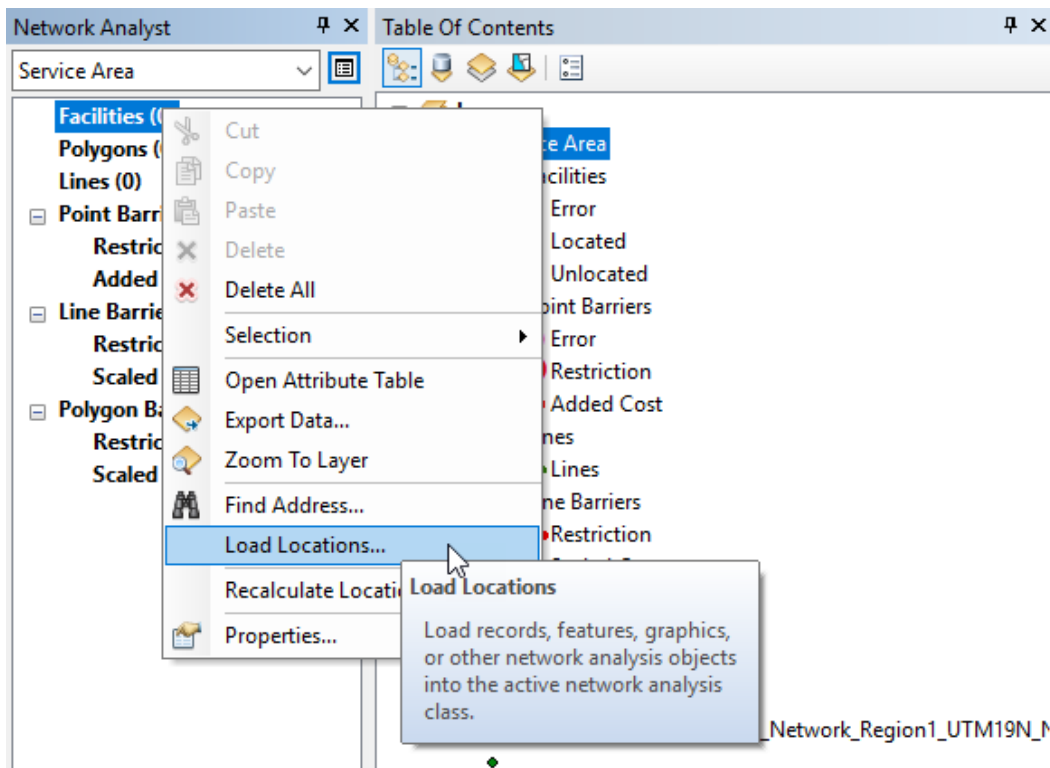 Network Analyst
Table Of Contents
Service Area
Facilities (
Polygons (
Lines (0)
Point Barri
Restric
Added
Line Barrie
Restric
Scaled
Polygon Ba
Restric
Scaled
Cut
Copy
Paste
Delete
Delete All
Selection
Open Attribute Table
Export Data...
Zoom To Layer
Find Address...
Load Locations...
Recalculate Locatio
Properties...
Load Locations
Load records, features, graphics,
or other network analysis objects
into the active network analysis
class.
ce Area
acilities
Error
Located
Unlocated
oint Barriers
Error
Restriction
Added Cost
nes
Lines
ne Barriers
Restriction
_Network_Region1_UTM19N_N